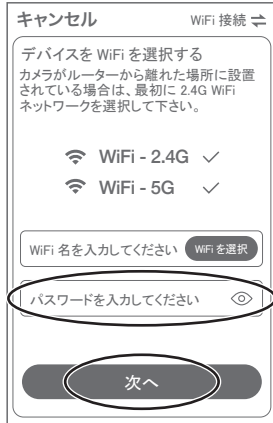 キャンセル WiFi 接続
デバイスを WiFi を選択する
カメラがルーターから離れた場所に設置
されている場合は、最初に 2.4G WiFi
ネットワークを選択して下さい。
WiFi - 2.4G
WiFi - 5G
WiFi 名を入力してください WiFi を選択
パスワードを入力してください
次へ